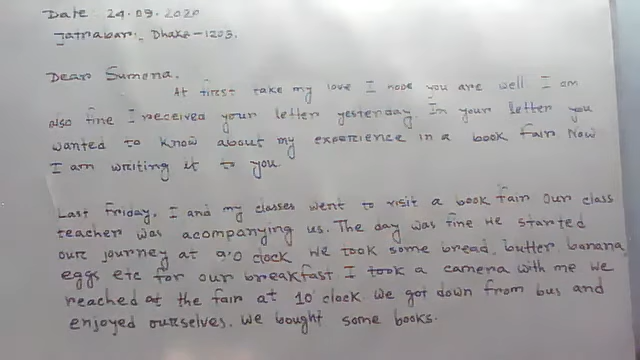 Date: 24.09.2020
Jatrabari, Dhaka-1203.
Dear Sumona,
At first take my love I hope you are well I am
also fine I received your letter yesterday. In your letter you
wanted to know about my experience in a book fair Now
I am writing it to you.
Last Friday, I and my classes went to visit a book fair our class
teacher was acompanying us. The day was fine We started
our journey at 9.0 clock We took some bread, butter banana
eggs etc for our breakfast. I took a camera with me We
reached at the fair at 10 clock We got down from bus and
enjoyed ourselves. We bought some books.